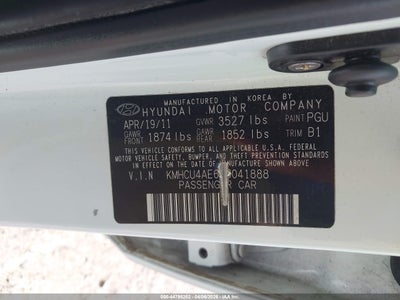 MANUFACTURED IN KOREA BY
HYUNDAI MOTOR COMPANY
APR/19/11 GVWR 3527 lbs PAINT PGU
GAWR FRONT 1874 lbs GAWR REAR 1852 lbs TRIM B1
THIS VEHICLE CONFORMS TO ALL APPLICABLE U.S.A. FEDERAL
MOTOR VEHICLE SAFETY, BUMPER, AND THEFT PREVENTION STANDARDS
IN EFFECT ON THE DATE OF MANUFACTURE SHOWN ABOVE.
V.I.N KMHCU4AE 041888
PASSENGER CAR